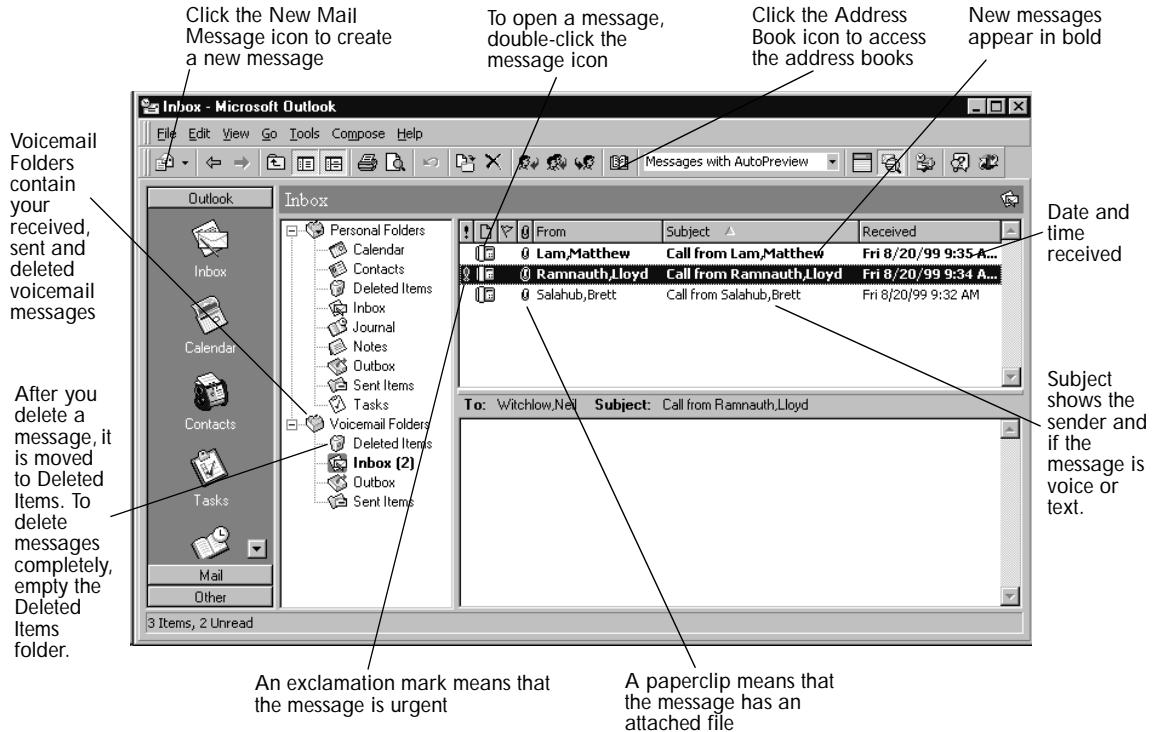 Click the New Mail
Message icon to create
a new message
To open a message,
double-click the
message icon
Click the Address
Book icon to access
the address books
New messages
appear in bold
Voicemail
Folders
contain
your
received,
sent and
deleted
voicemail
messages
After you
delete a
message, it
is moved
to Deleted
Items. To
delete
messages
completely,
empty the
Deleted
Items
folder.
Inbox - Microsoft Outlook
File Edit View Go Tools Compose Help
Messages with AutoPreview
Outlook
Inbox
Calendar
Contacts
Tasks
Mail
Other
Inbox
Personal Folders
Calendar
Contacts
Deleted Items
Inbox
Journal
Notes
Outbox
Sent Items
Tasks
Voicemail Folders
Deleted Items
Inbox (2)
Outbox
Sent Items
! From Subject Received
Lam,Matthew Call from Lam,Matthew Fri 8/20/99 9:35 A...
Ramnauth,Lloyd Call from Ramnauth,Lloyd Fri 8/20/99 9:34 A...
Salahub,Brett Call from Salahub,Brett Fri 8/20/99 9:32 AM
To: Witchlow,Neil Subject: Call from Ramnauth,Lloyd
3 Items, 2 Unread
Date and
time
received
Subject
shows the
sender and
if the
message is
voice or
text.
An exclamation mark means that
the message is urgent
A paperclip means that
the message has an
attached file